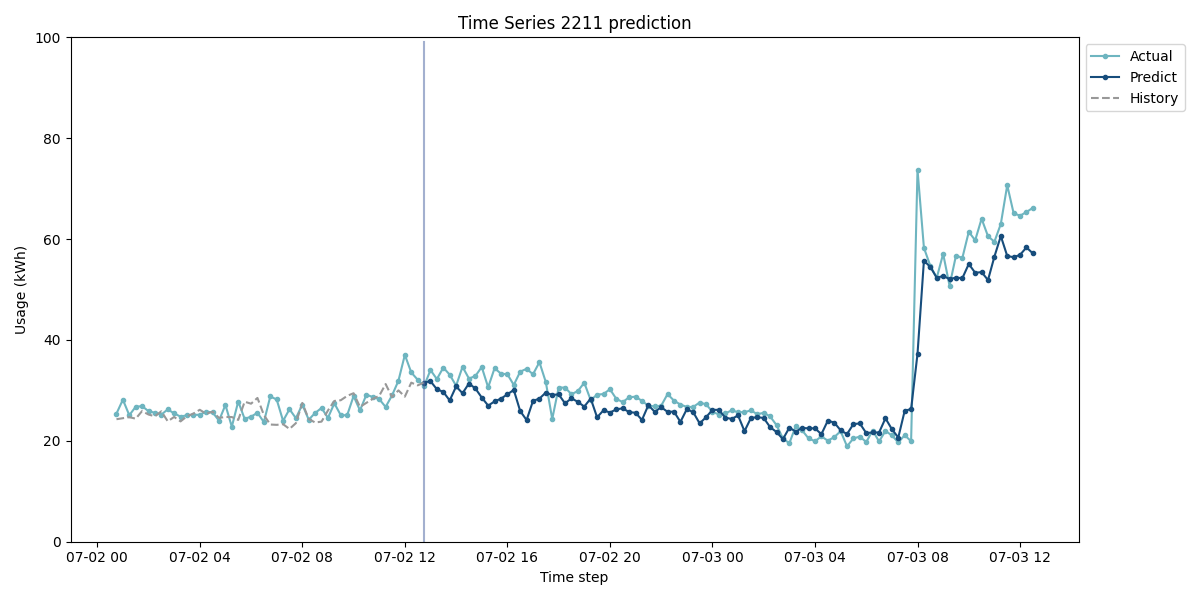 Time Series 2211 prediction
Usage (kWh)
100
80
60
40
20
0
07-02 00
07-02 04
07-02 08
07-02 12
07-02 16
07-02 20
07-03 00
07-03 04
07-03 08
07-03 12
Time step
Actual
Predict
History